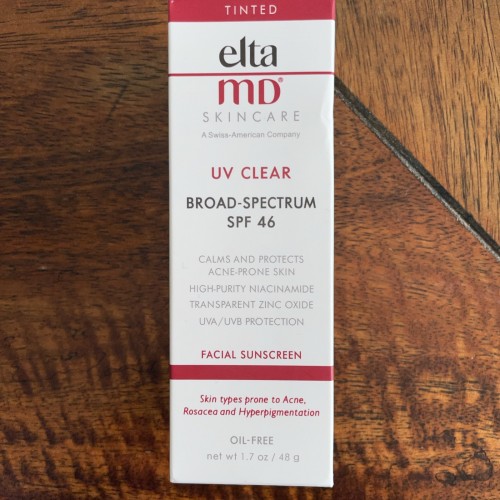 TINTED
elta
MD®
SKINCARE
A Swiss-American Company
UV CLEAR
BROAD-SPECTRUM
SPF 46
CALMS AND PROTECTS
ACNE-PRONE SKIN
HIGH-PURITY NIACINAMIDE
TRANSPARENT ZINC OXIDE
UVA/UVB PROTECTION
FACIAL SUNSCREEN
Skin types prone to Acne,
Rosacea and Hyperpigmentation
OIL-FREE
net wt 1.7 oz / 48 g